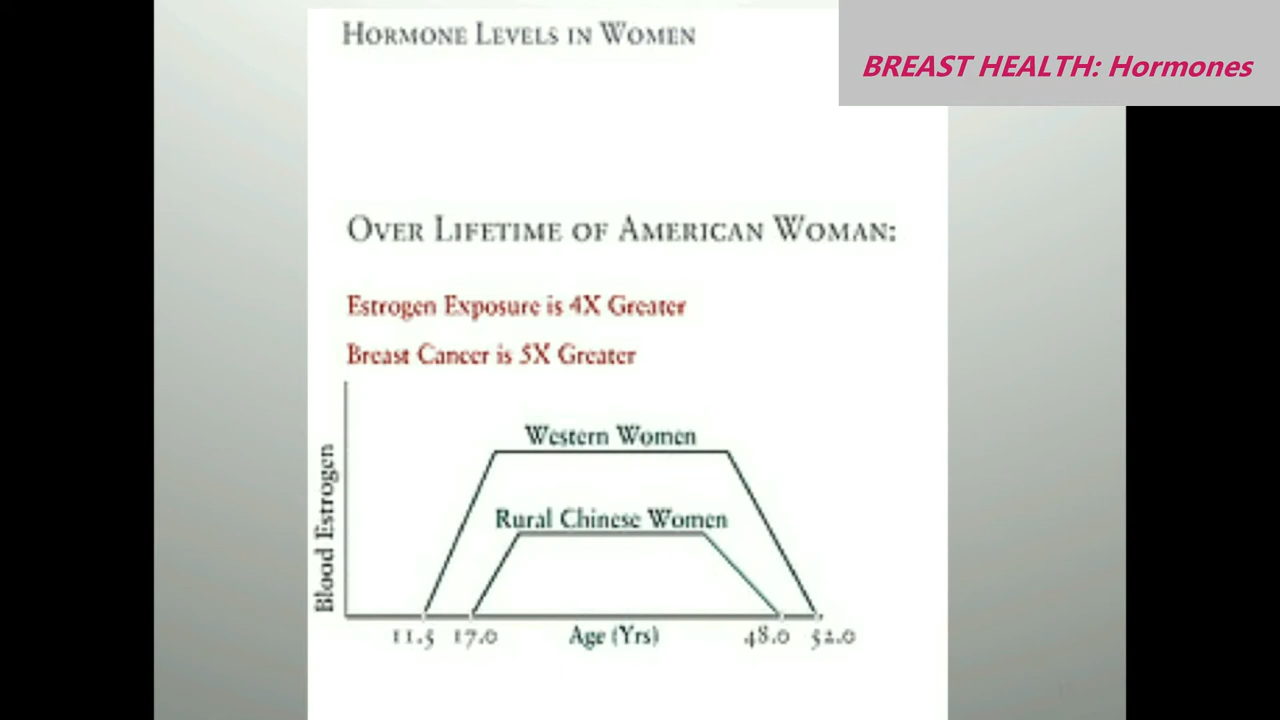 HORMONE LEVELS IN WOMEN
BREAST HEALTH: Hormones
OVER LIFETIME OF AMERICAN WOMAN:
Estrogen Exposure is 4X Greater
Breast Cancer is 5X Greater
Western Women
Rural Chinese Women
Blood Estrogen
11.5 17.0 Age (Yrs) 48.0 52.0